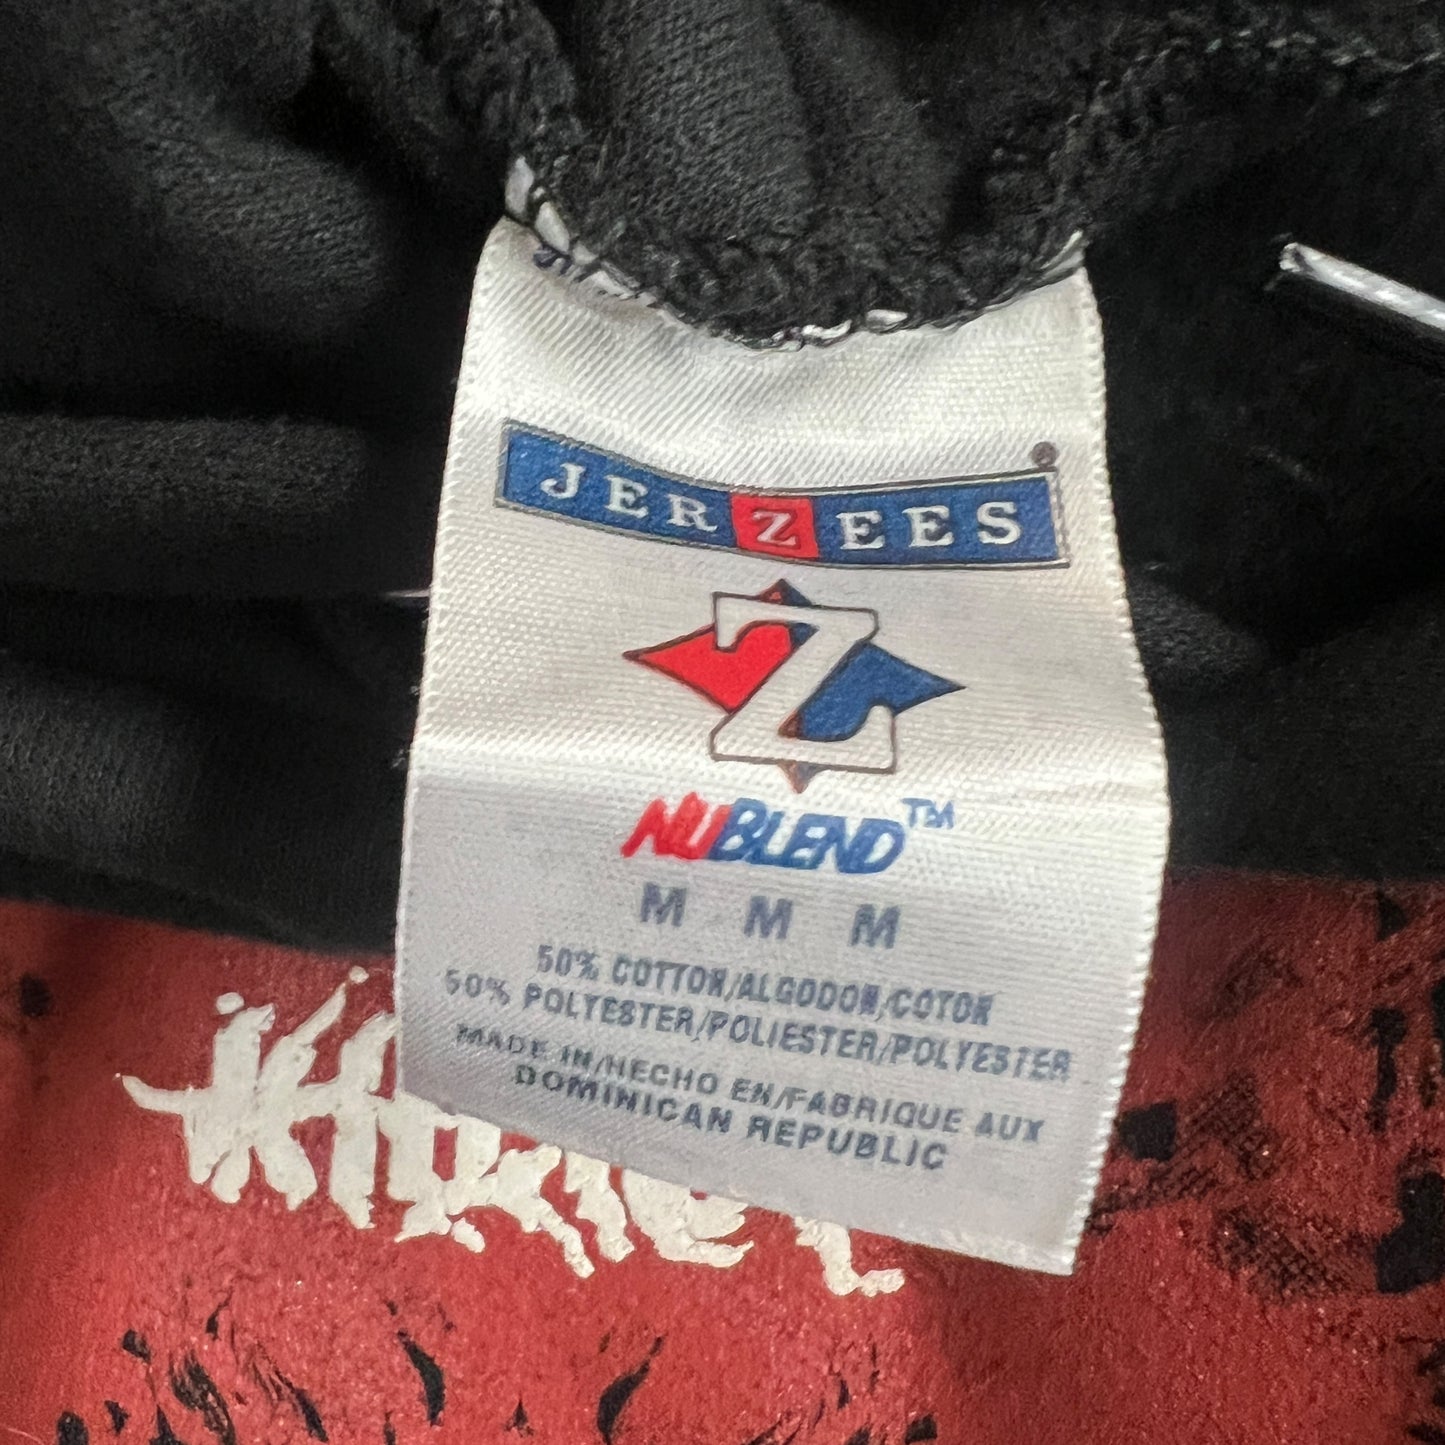 JERZEES®
Z
NUBLEND™
M M M
50% COTTON/ALGODON/COTON
50% POLYESTER/POLIESTER/POLYESTER
MADE IN/HECHO EN/FABRIQUE AUX
DOMINICAN REPUBLIC